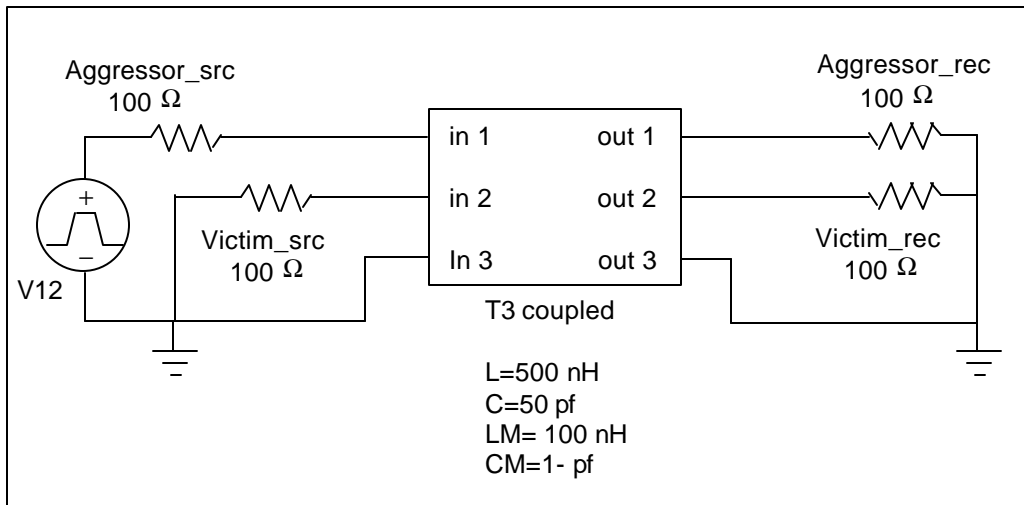 Aggressor_src
100 Ω
Aggressor_rec
100 Ω
in 1
out 1
in 2
out 2
+
−
Victim_src
100 Ω
Victim_rec
100 Ω
In 3
out 3
V12
T3 coupled
L=500 nH
C=50 pf
LM= 100 nH
CM=1- pf